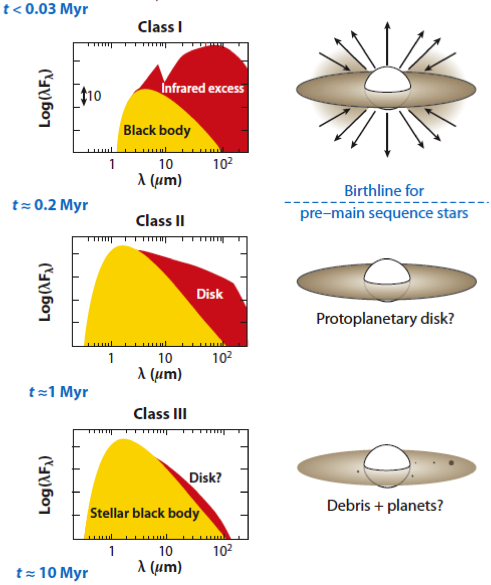 t < 0.03 Myr
Class I
Log(λFλ)
10
Infrared excess
Black body
1 10 10²
λ (μm)
Birthline for
pre–main sequence stars
t ≈ 0.2 Myr
Class II
Log(λFλ)
Disk
1 10 10²
λ (μm)
Protoplanetary disk?
t ≈1 Myr
Class III
Log(λFλ)
Disk?
Stellar black body
1 10 10²
λ (μm)
Debris + planets?
t ≈ 10 Myr